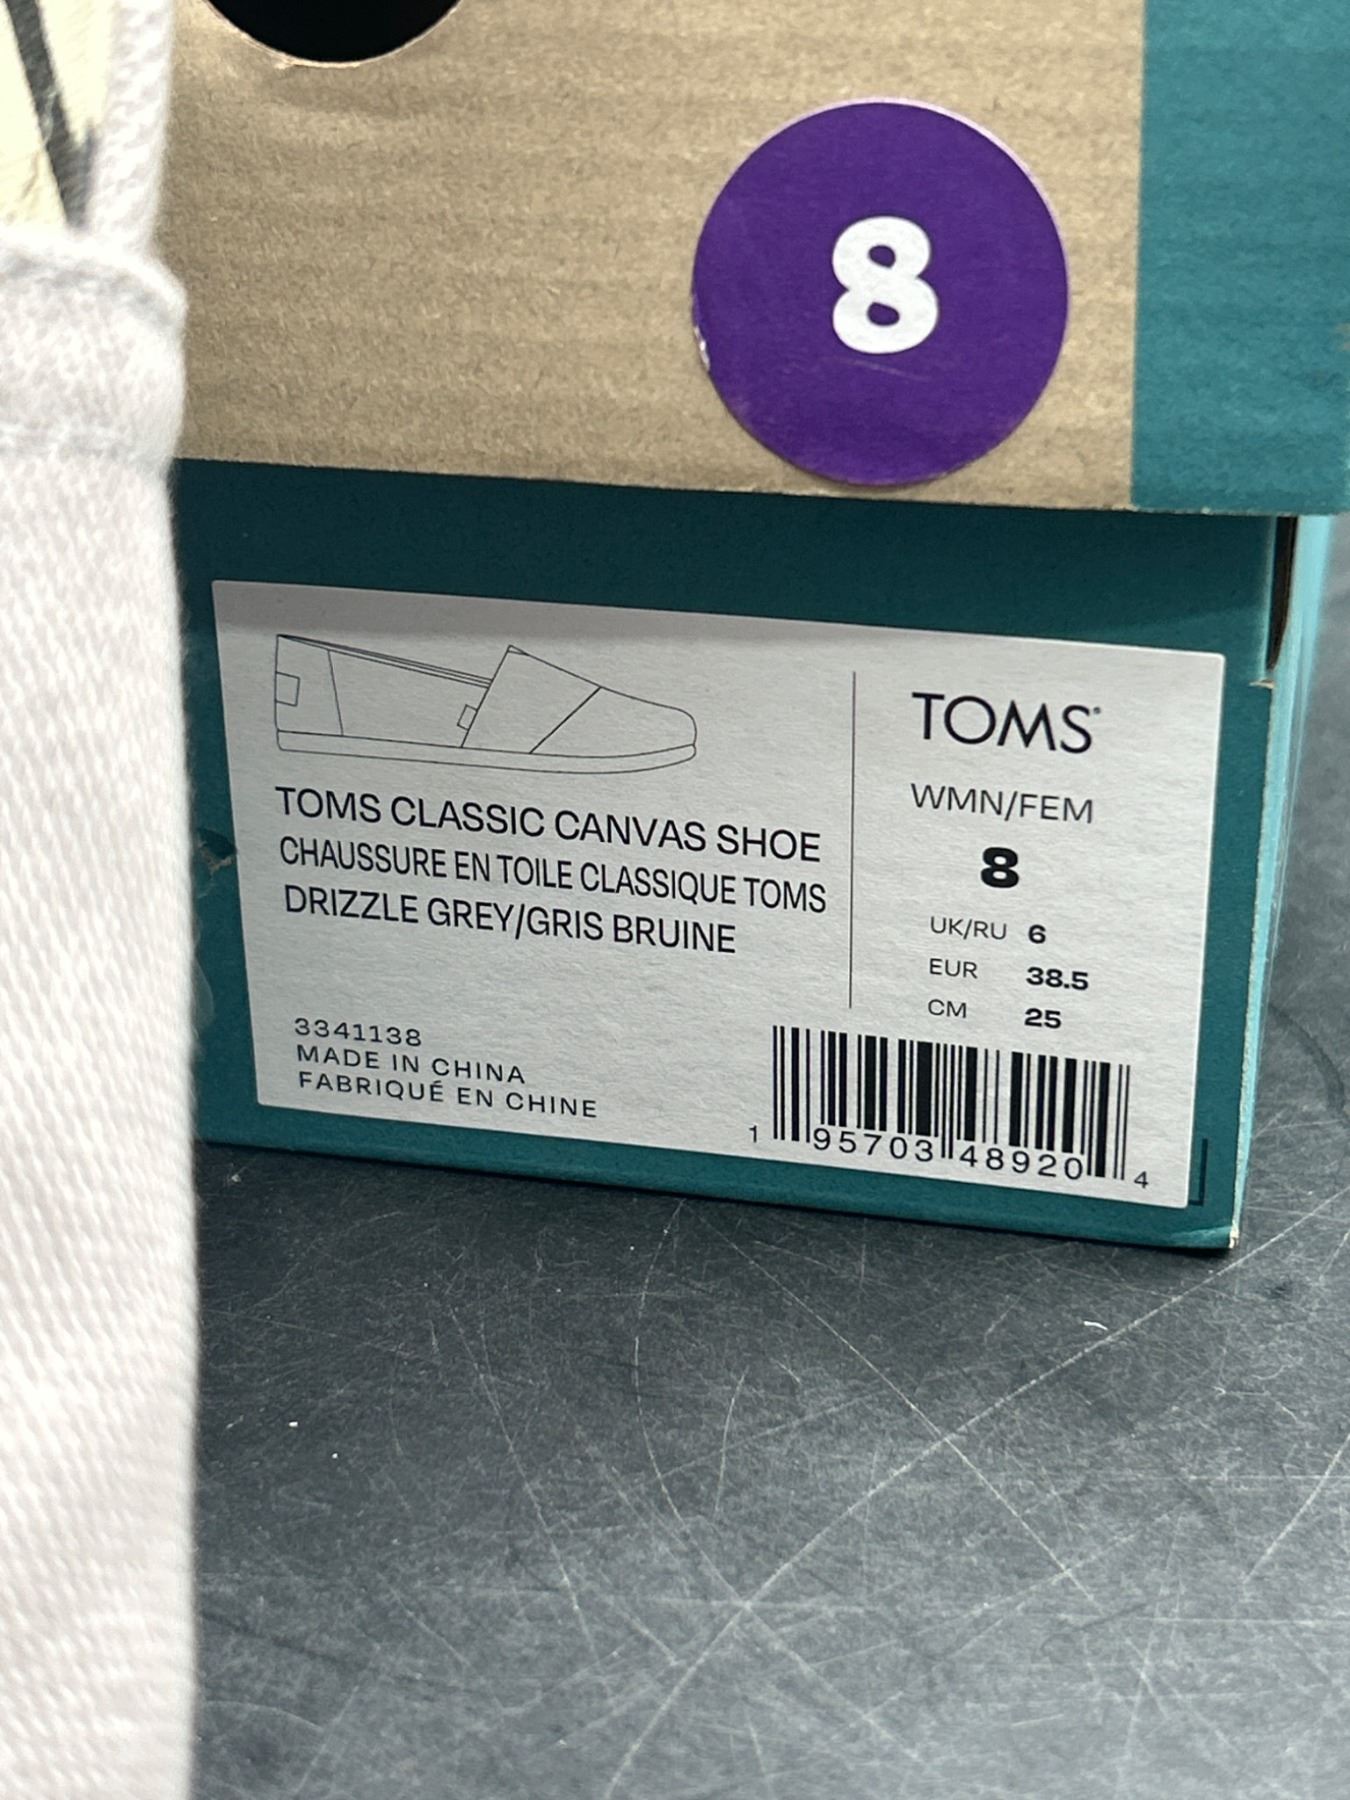 8
TOMS CLASSIC CANVAS SHOE
CHAUSSURE EN TOILE CLASSIQUE TOMS
DRIZZLE GREY/GRIS BRUINE
3341138
MADE IN CHINA
FABRIQUÉ EN CHINE
TOMS
WMN/FEM
8
UK/RU 6
EUR 38.5
CM 25
1 95703 48920 4